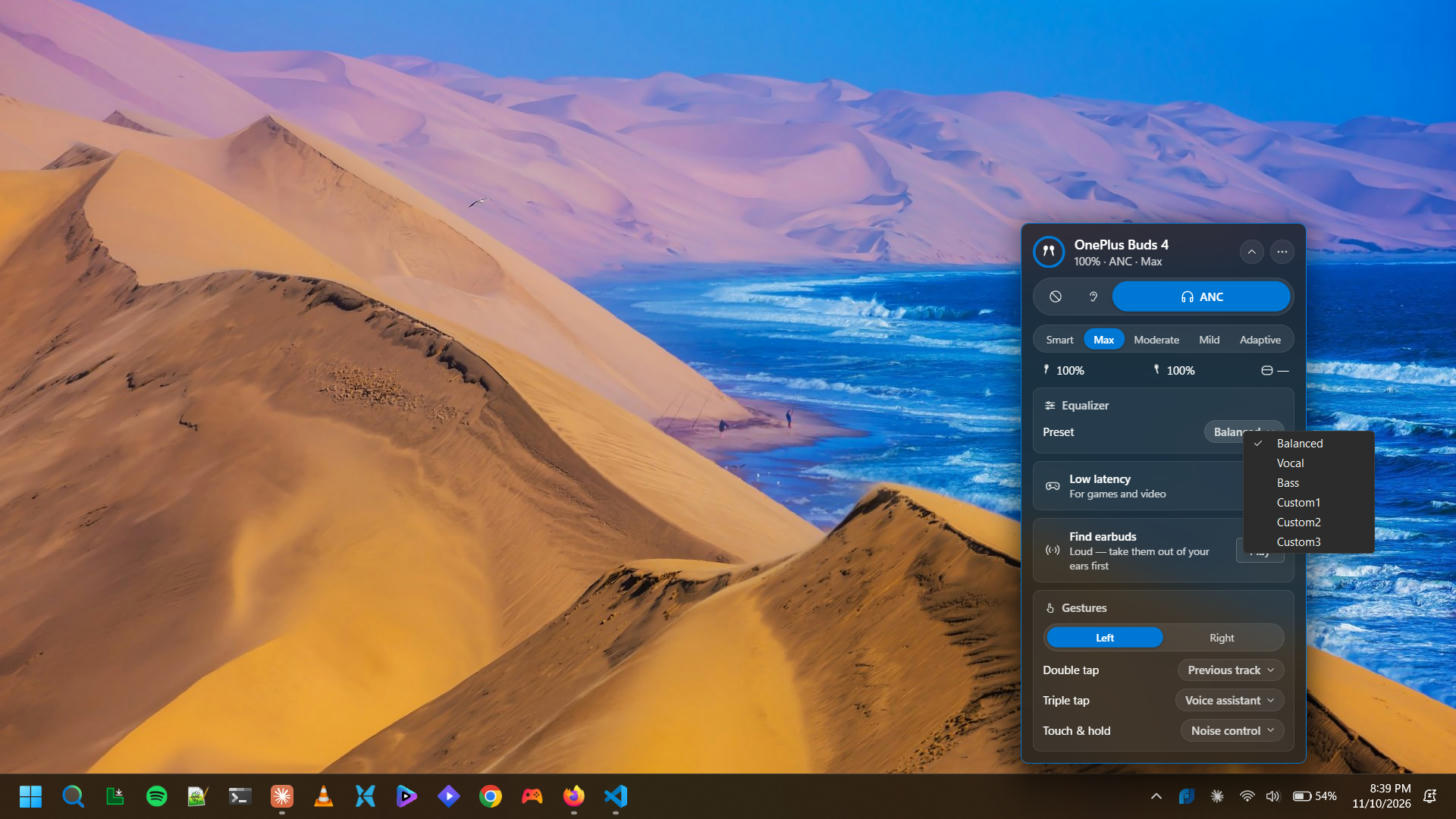 OnePlus Buds 4
100% · ANC · Max
ANC
Smart Max Moderate Mild Adaptive
100% 100% —
Equalizer
Preset
Balanced
Vocal
Bass
Custom1
Custom2
Custom3
Low latency
For games and video
Find earbuds
Loud — take them out of your
ears first
Gestures
Left Right
Double tap Previous track
Triple tap Voice assistant
Touch & hold Noise control
54%
8:39 PM
11/10/2026